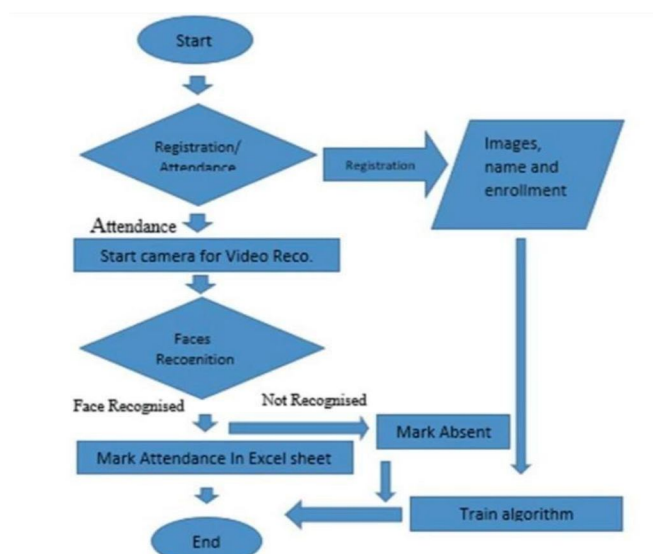 Start
Registration/
Attendance
Registration
Images,
name and
enrollment
Attendance
Start camera for Video Reco.
Faces
Recognition
Face Recognised
Not Recognised
Mark Absent
Mark Attendance In Excel sheet
Train algorithm
End